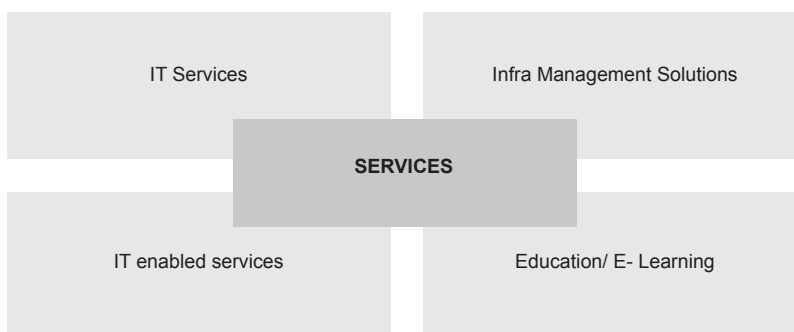 IT Services
Infra Management Solutions
SERVICES
IT enabled services
Education/ E- Learning